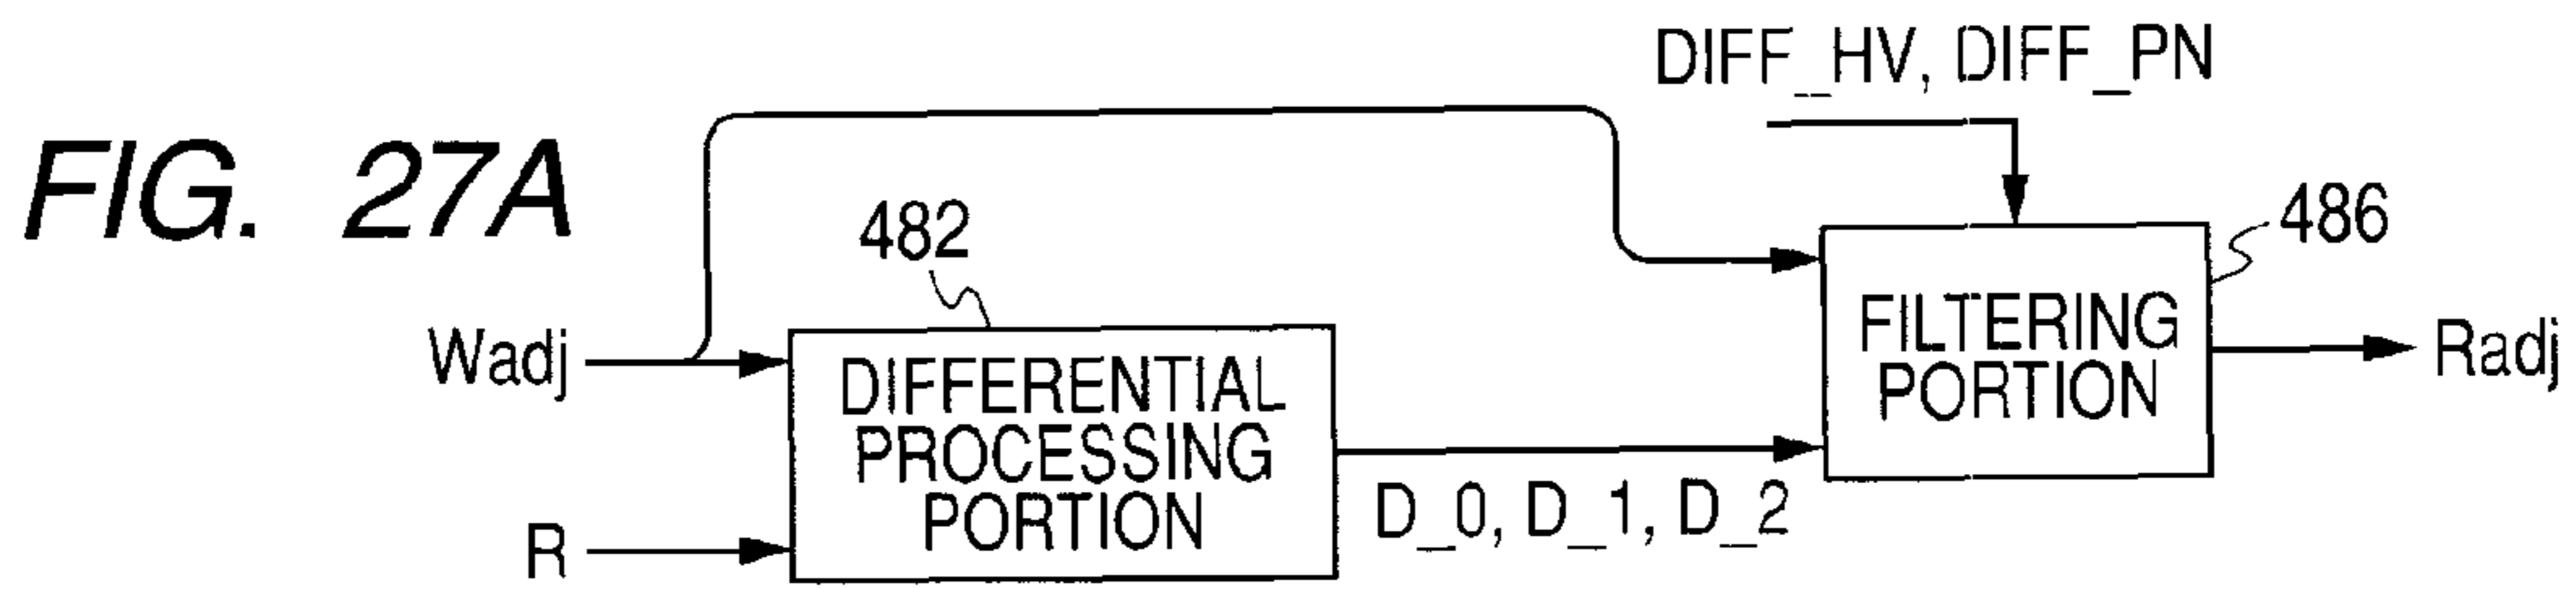 FIG. 27A
DIFF_HV, DIFF_PN
482
486
Wadj
R
DIFFERENTIAL
PROCESSING
PORTION
D_0, D_1, D_2
FILTERING
PORTION
Radj